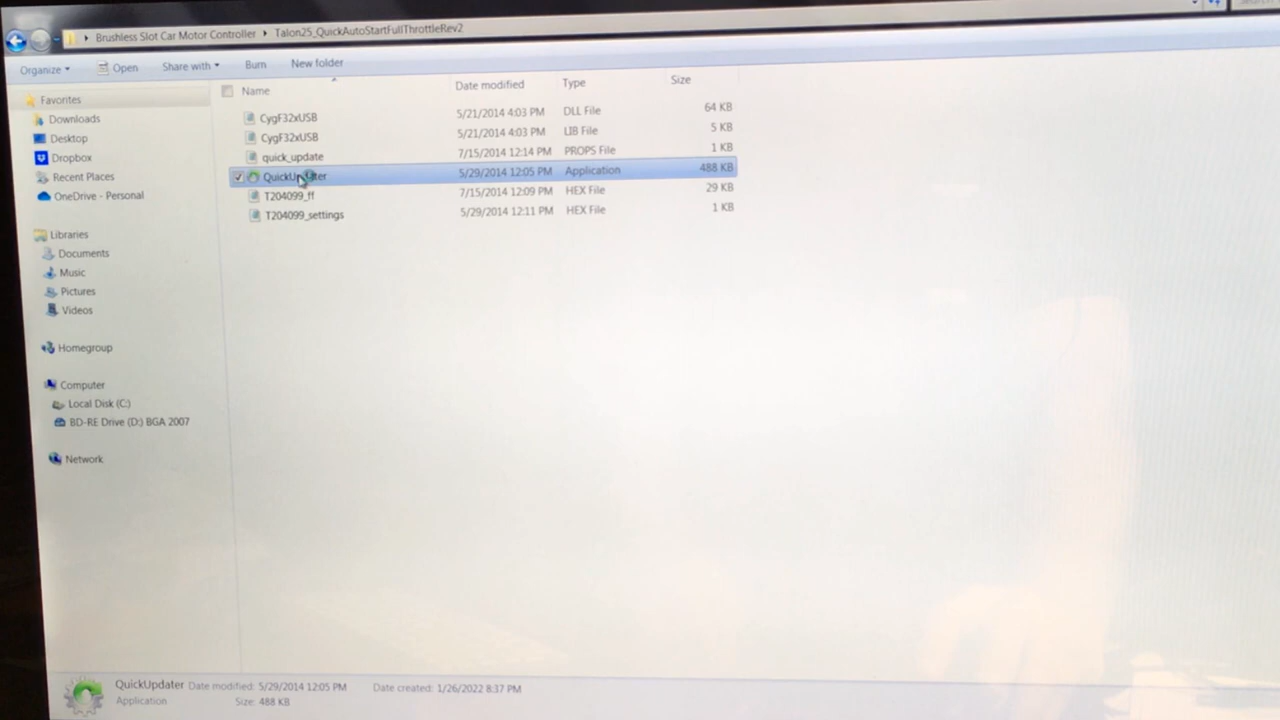 Brushless Slot Car Motor Controller Talon25_QuickAutoStartFullThrottleRev2
Organize Open Share with Burn New folder
Name Date modified Type Size
Favorites
Downloads
Desktop
Dropbox
Recent Places
OneDrive - Personal
Libraries
Documents
Music
Pictures
Videos
Homegroup
Computer
Local Disk (C:)
BD-RE Drive (D:) BGA 2007
Network
CygF32xUSB 5/21/2014 4:03 PM DLL File 64 KB
CygF32xUSB 5/21/2014 4:03 PM LIB File 5 KB
quick_update 7/15/2014 12:14 PM PROPS File 1 KB
QuickUpdater 5/29/2014 12:05 PM Application 488 KB
T204099_ff 7/15/2014 12:09 PM HEX File 29 KB
T204099_settings 5/29/2014 12:11 PM HEX File 1 KB
QuickUpdater Date modified: 5/29/2014 12:05 PM Date created: 1/26/2022 8:37 PM
Application Size: 488 KB